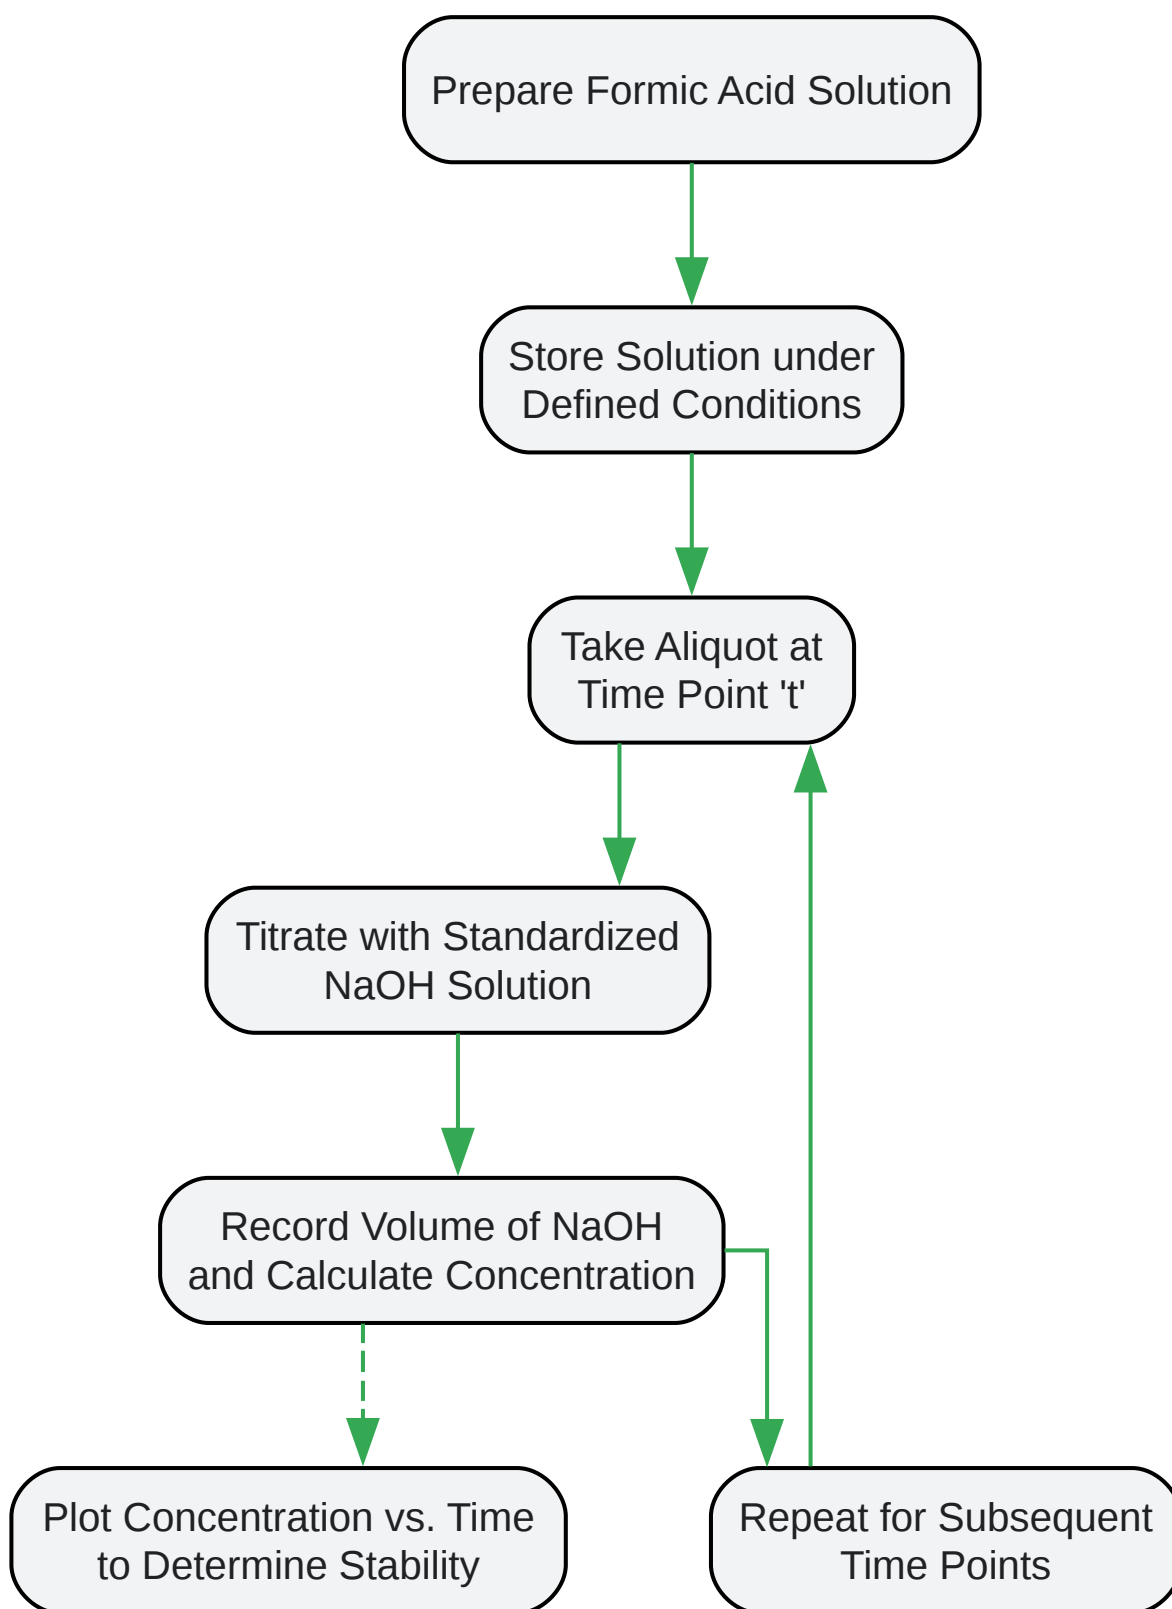 Prepare Formic Acid Solution
Store Solution under
Defined Conditions
Take Aliquot at
Time Point 't'
Titrate with Standardized
NaOH Solution
Record Volume of NaOH
and Calculate Concentration
Plot Concentration vs. Time
to Determine Stability
Repeat for Subsequent
Time Points